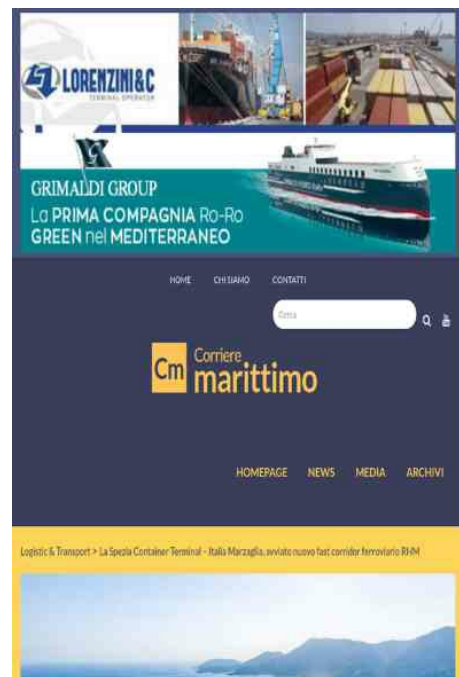 LORENZINI & C
TERMINAL OPERATOR
GRIMALDI GROUP
La PRIMA COMPAGNIA Ro-Ro
GREEN nel MEDITERRANEO
HOME CHI SIAMO CONTATTI
Cerca
Cm Corriere
marittimo
HOMEPAGE NEWS MEDIA ARCHIVI
Logistic & Transport > La Spezia Container Terminal - Italia Marzaglia, avviato nuovo fast corridor ferroviario